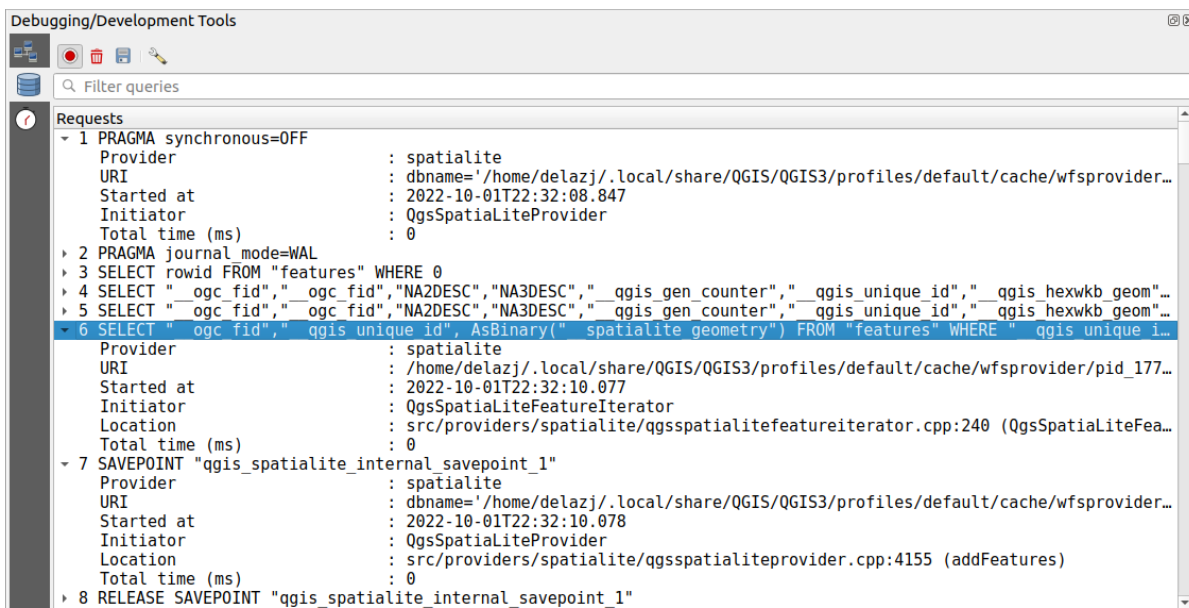 Debugging/Development Tools
Filter queries
Requests
1 PRAGMA synchronous=OFF
Provider : spatialite
URI : dbname='/home/delazj/.local/share/QGIS/QGIS3/profiles/default/cache/wfsprovider…
Started at : 2022-10-01T22:32:08.847
Initiator : QgsSpatiaLiteProvider
Total time (ms) : 0
2 PRAGMA journal_mode=WAL
3 SELECT rowid FROM "features" WHERE 0
4 SELECT "__ogc_fid","__ogc_fid","NA2DESC","NA3DESC","__qgis_gen_counter","__qgis_unique_id","__qgis_hexwkb_geom"…
5 SELECT "__ogc_fid","__ogc_fid","NA2DESC","NA3DESC","__qgis_gen_counter","__qgis_unique_id","__qgis_hexwkb_geom"…
6 SELECT "__ogc_fid","__qgis_unique_id", AsBinary("__spatialite_geometry") FROM "features" WHERE "__qgis_unique_i…
Provider : spatialite
URI : /home/delazj/.local/share/QGIS/QGIS3/profiles/default/cache/wfsprovider/pid_177…
Started at : 2022-10-01T22:32:10.077
Initiator : QgsSpatiaLiteFeatureIterator
Location : src/providers/spatialite/qgsspatialitefeatureiterator.cpp:240 (QgsSpatiaLiteFea…
Total time (ms) : 0
7 SAVEPOINT "qgis_spatialite_internal_savepoint_1"
Provider : spatialite
URI : dbname='/home/delazj/.local/share/QGIS/QGIS3/profiles/default/cache/wfsprovider…
Started at : 2022-10-01T22:32:10.078
Initiator : QgsSpatiaLiteProvider
Location : src/providers/spatialite/qgsspatialiteprovider.cpp:4155 (addFeatures)
Total time (ms) : 0
8 RELEASE SAVEPOINT "qgis_spatialite_internal_savepoint_1"